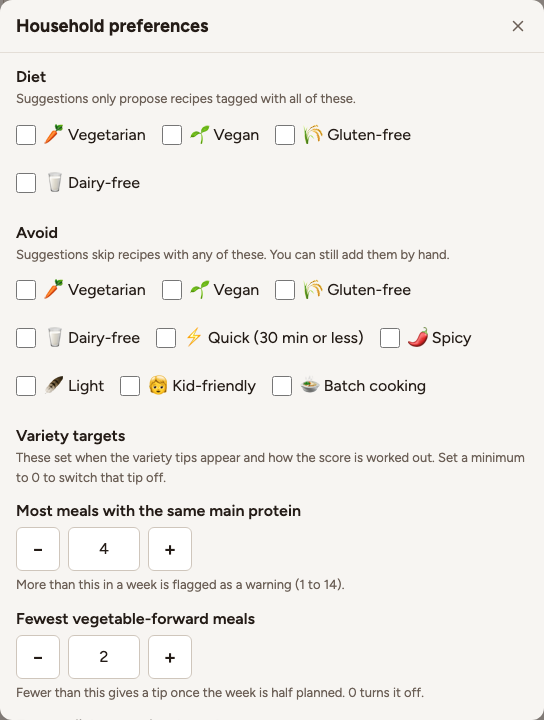 Household preferences
Diet
Suggestions only propose recipes tagged with all of these.
Vegetarian Vegan Gluten-free
Dairy-free
Avoid
Suggestions skip recipes with any of these. You can still add them by hand.
Vegetarian Vegan Gluten-free
Dairy-free Quick (30 min or less) Spicy
Light Kid-friendly Batch cooking
Variety targets
These set when the variety tips appear and how the score is worked out. Set a minimum
to 0 to switch that tip off.
Most meals with the same main protein
- 4 +
More than this in a week is flagged as a warning (1 to 14).
Fewest vegetable-forward meals
- 2 +
Fewer than this gives a tip once the week is half planned. 0 turns it off.